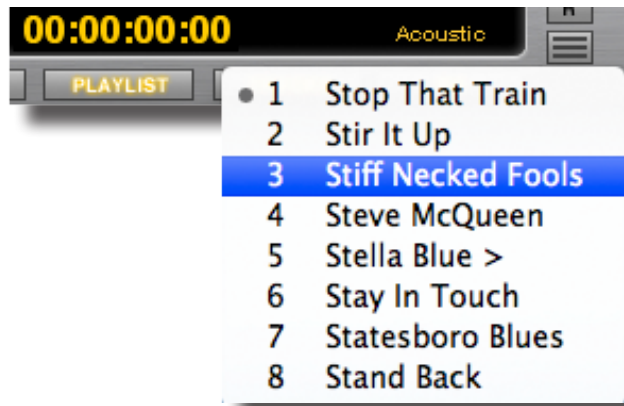 00:00:00:00 Acoustic
PLAYLIST
1 Stop That Train
2 Stir It Up
3 Stiff Necked Fools
4 Steve McQueen
5 Stella Blue >
6 Stay In Touch
7 Statesboro Blues
8 Stand Back